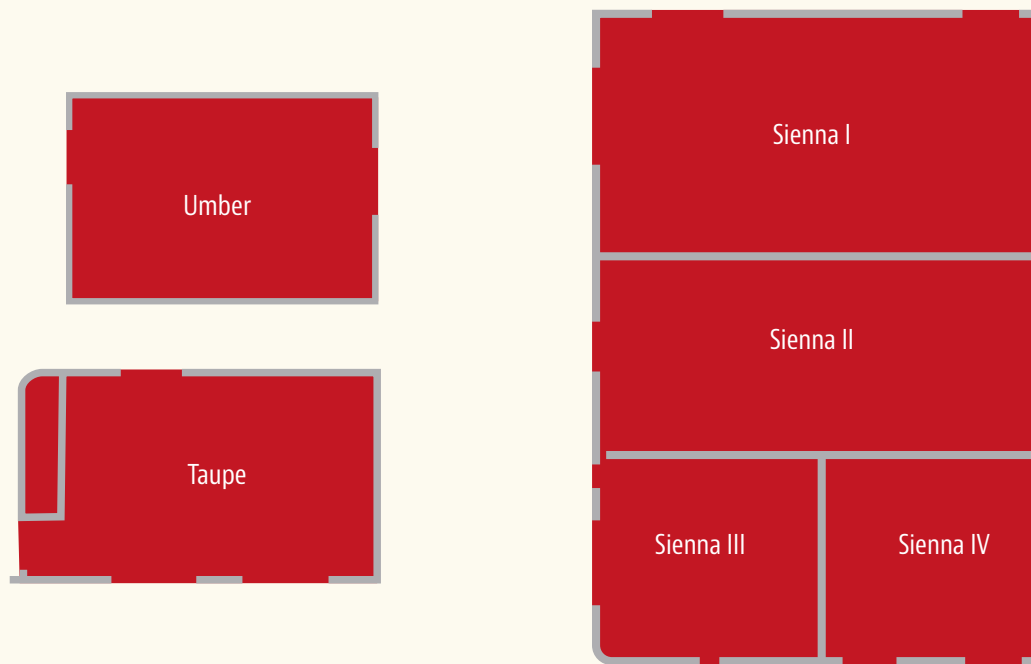 Sienna I
Umber
Sienna II
Taupe
Sienna III
Sienna IV